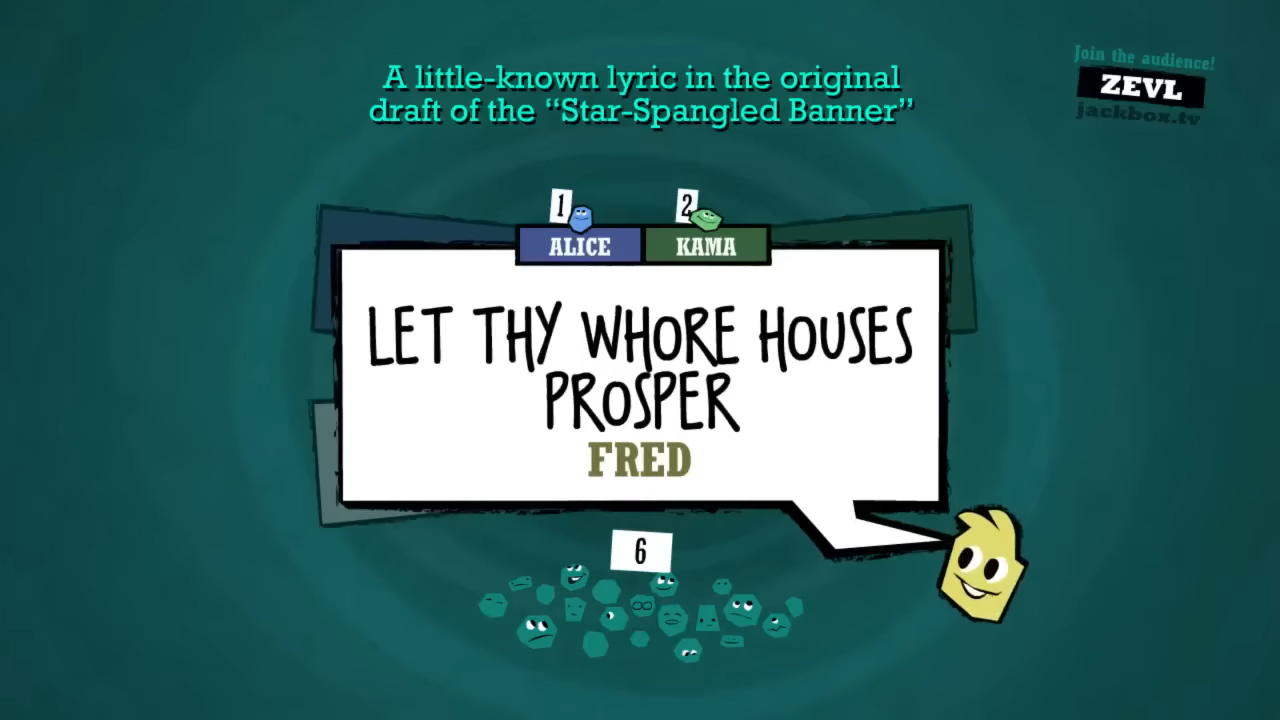 A little-known lyric in the original
draft of the “Star-Spangled Banner”
Join the audience!
ZEVL
jackbox.tv
1
2
ALICE
KAMA
LET THY WHORE HOUSES
PROSPER
FRED
6